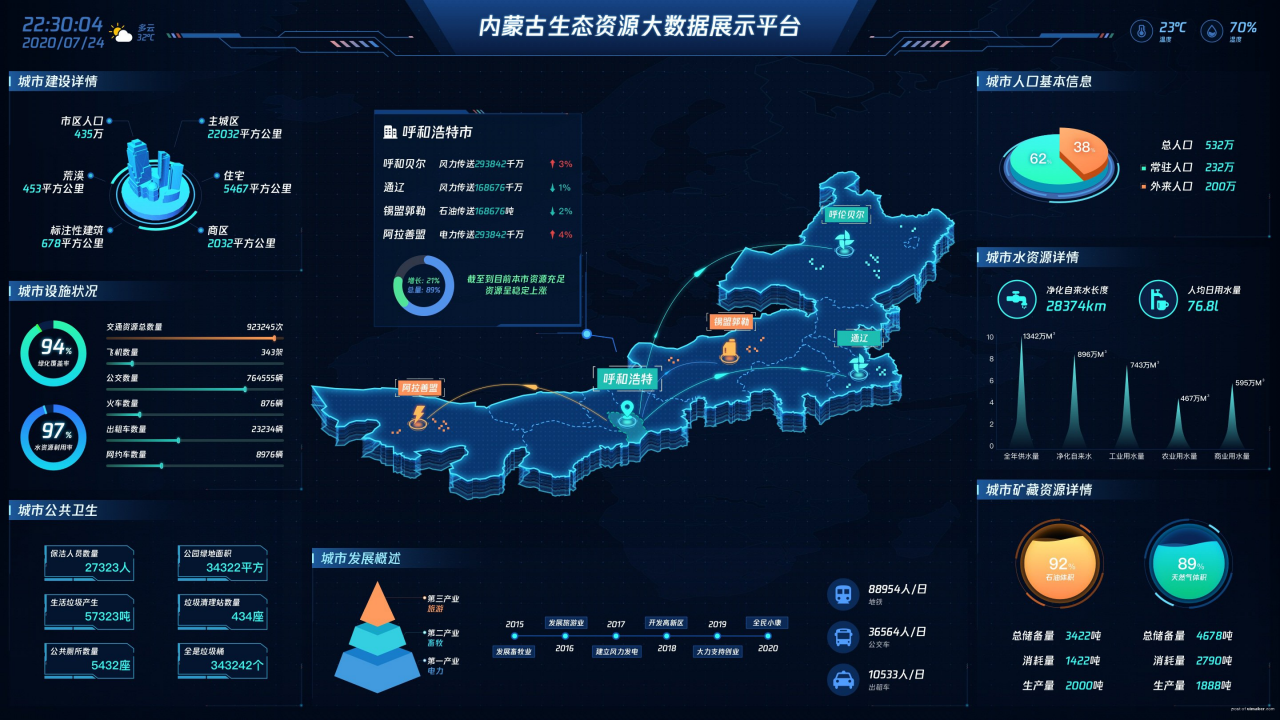 22:30:04
2020/07/24
多云
32℃
内蒙古生态资源大数据展示平台
23℃
温度
70%
湿度
城市建设详情
市区人口
435万
主城区
22032平方公里
荒漠
453平方公里
住宅
5467平方公里
标注性建筑
678平方公里
商区
2032平方公里
城市设施状况
94%
绿化覆盖率
97%
水资源利用率
交通资源总数量 923245次
飞机数量 343架
公交数量 764555辆
火车数量 876辆
出租车数量 23234辆
网约车数量 8976辆
城市公共卫生
保洁人员数量
27323人
公园绿地面积
34322平方
生活垃圾产生
57323吨
垃圾清理站数量
434座
公共厕所数量
5432座
全是垃圾桶
343242个
呼和浩特市
呼和贝尔 风力传送293842千万 3%
通辽 风力传送168676千万 1%
锡盟郭勒 石油传送168676吨 2%
阿拉善盟 电力传送293842千万 4%
增长: 21%
总量: 89%
截至到目前本市资源充足
资源呈稳定上涨
呼伦贝尔
锡盟郭勒
通辽
呼和浩特
阿拉善盟
城市发展概述
第三产业
旅游
第二产业
畜牧
第一产业
电力
2015
发展畜牧业
发展旅游业
2016
2017
建立风力发电
开发高新区
2018
2019
大力支持创业
全民小康
2020
88954人/日
地铁
36564人/日
公交车
10533人/日
出租车
城市人口基本信息
62%
38%
总人口 532万
常驻人口 232万
外来人口 200万
城市水资源详情
净化自来水长度
28374km
人均日用水量
76.8l
10
8
6
4
2
0
1342万M³
896万M³
743万M³
467万M³
595万M³
全年供水量
净化自来水
工业用水量
农业用水量
商业用水量
城市矿藏资源详情
92%
石油体积
89%
天然气体积
总储备量 3422吨
消耗量 1422吨
生产量 2000吨
总储备量 4678吨
消耗量 2790吨
生产量 1888吨
post of uimaker.com